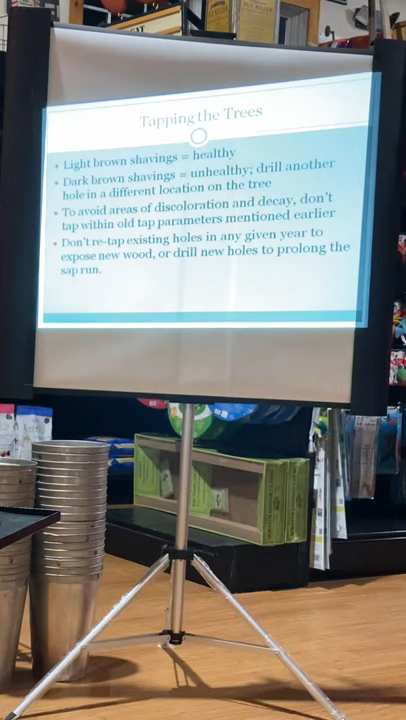 Tapping the Trees
Light brown shavings = healthy
Dark brown shavings = unhealthy; drill another
hole in a different location on the tree
To avoid areas of discoloration and decay, don't
tap within old tap parameters mentioned earlier
Don't re-tap existing holes in any given year to
expose new wood, or drill new holes to prolong the
sap run.